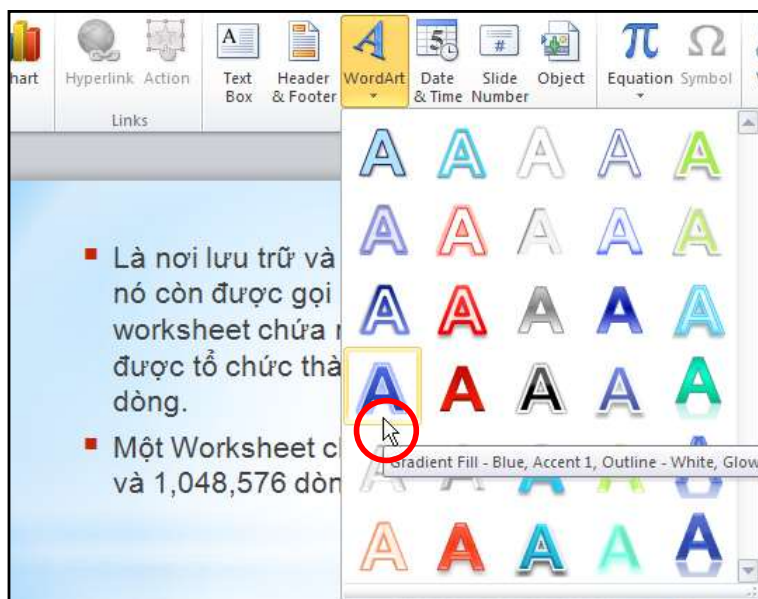 hart Hyperlink Action Text Box Header & Footer WordArt Date & Time Slide Number Object Equation Symbol
Links
Là nơi lưu trữ và
nó còn được gọi
worksheet chứa
được tổ chức thà
dòng.
Một Worksheet c
và 1,048,576 dòn
Gradient Fill - Blue, Accent 1, Outline - White, Glow